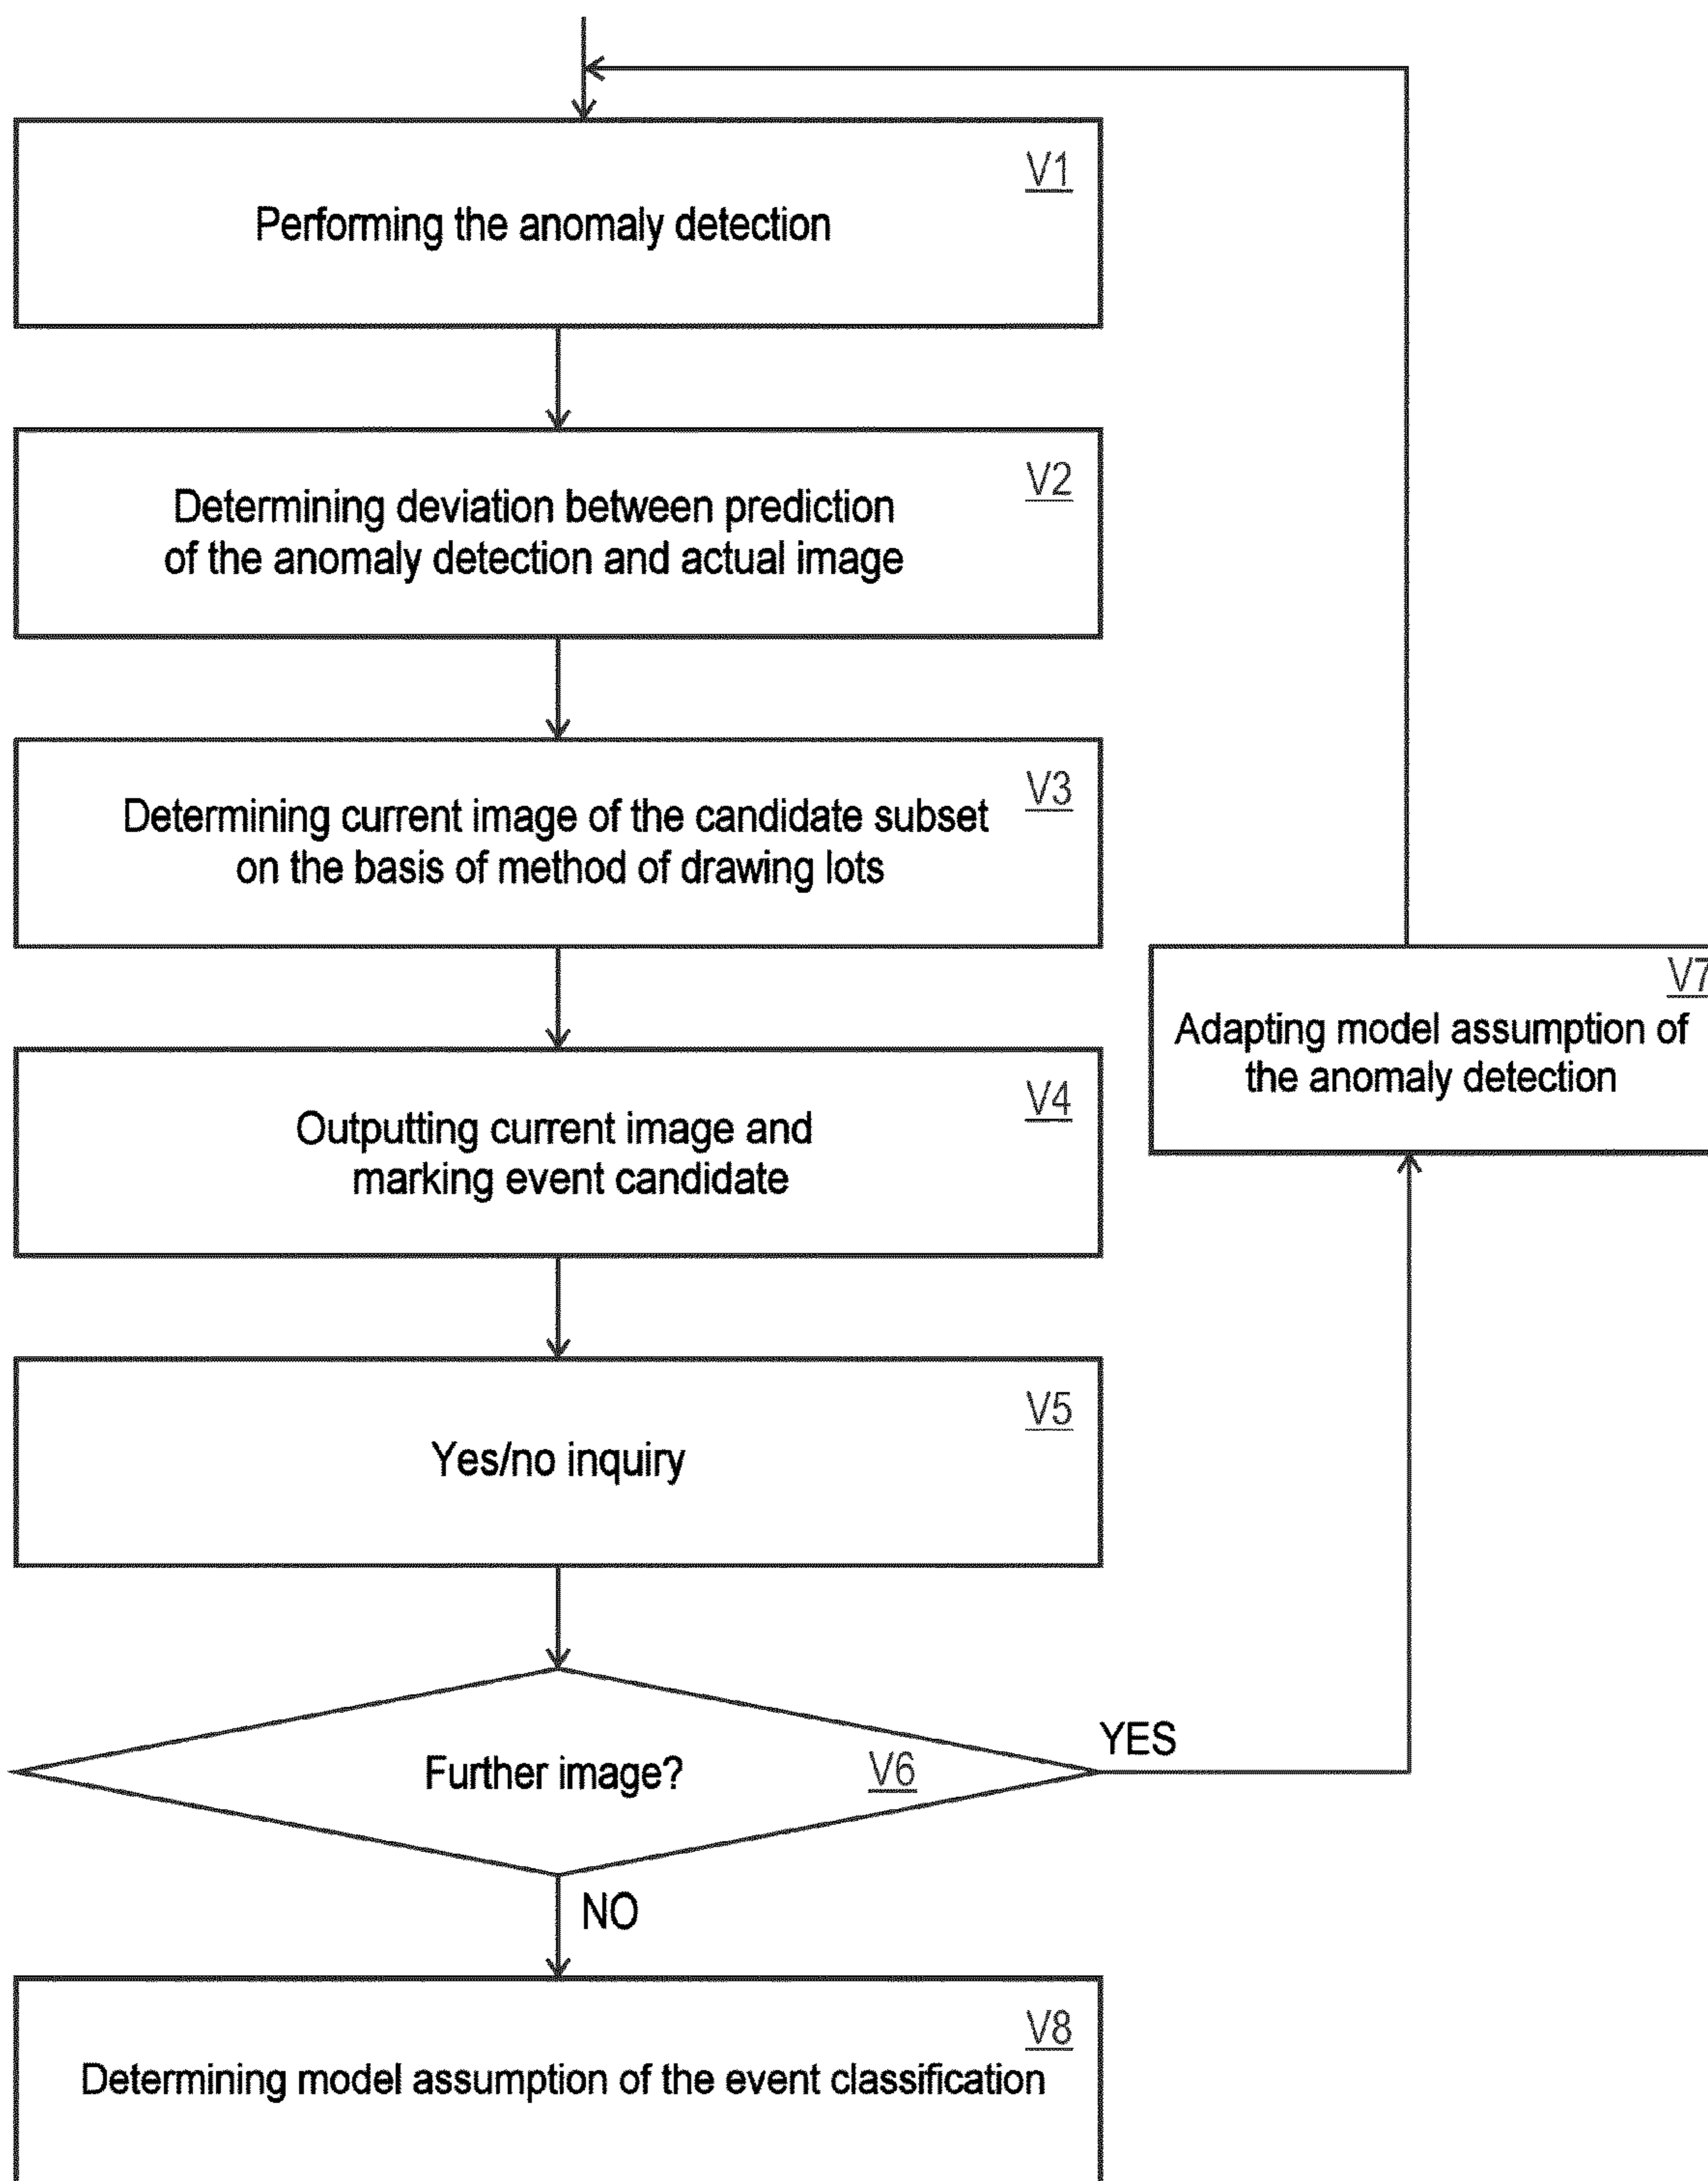 V1
Performing the anomaly detection
V2
Determining deviation between prediction
of the anomaly detection and actual image
V3
Determining current image of the candidate subset
on the basis of method of drawing lots
V4
Outputting current image and
marking event candidate
V5
Yes/no inquiry
Further image?
V6
YES
V7
Adapting model assumption of
the anomaly detection
NO
V8
Determining model assumption of the event classification